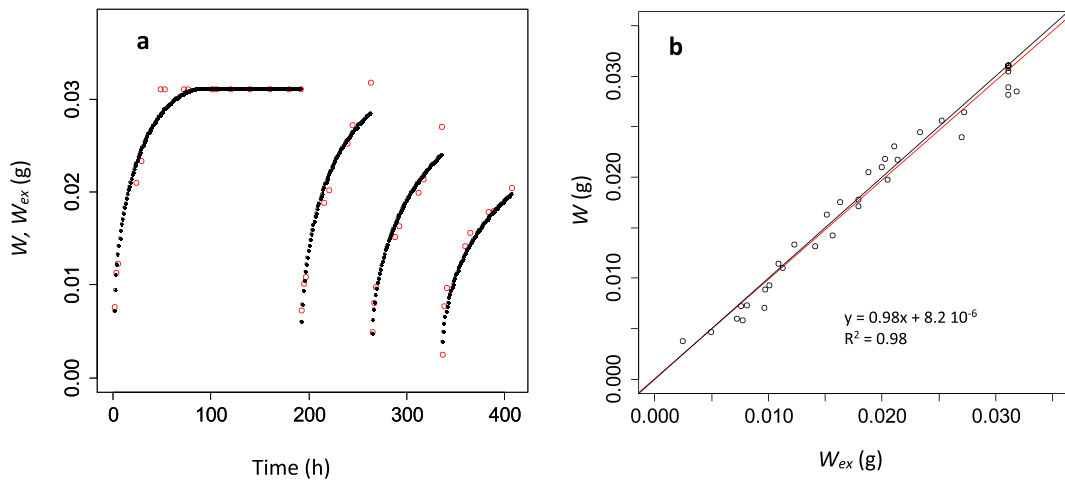 a
W, Wex (g)
0.00 0.01 0.02 0.03
0 100 200 300 400
Time (h)
b
W (g)
0.000 0.010 0.020 0.030
y = 0.98x + 8.2 10-6
R2 = 0.98
0.000 0.010 0.020 0.030
Wex (g)